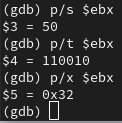 (gdb) p/s $ebx
$3 = 50
(gdb) p/t $ebx
$4 = 110010
(gdb) p/x $ebx
$5 = 0x32
(gdb)